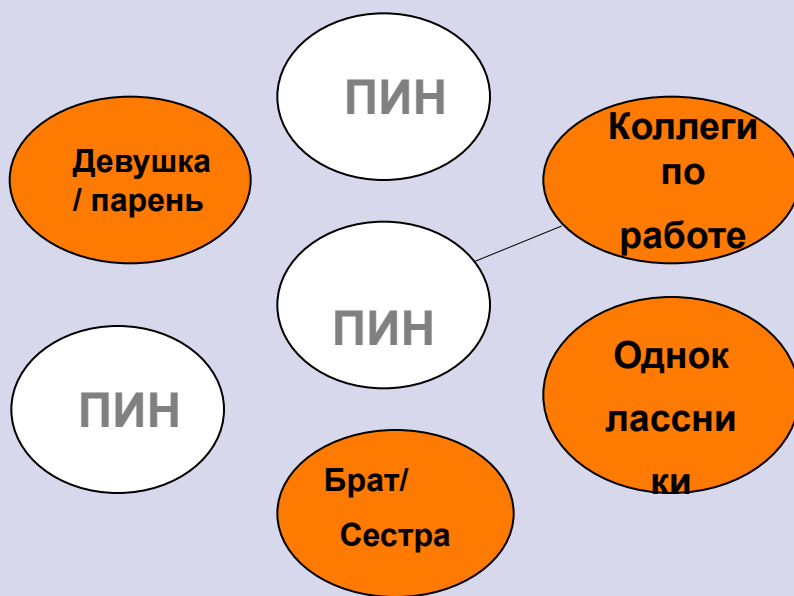 ПИН
Девушка
/ парень
Коллеги
по
работе
ПИН
ПИН
Однок
лассни
ки
Брат/
Сестра